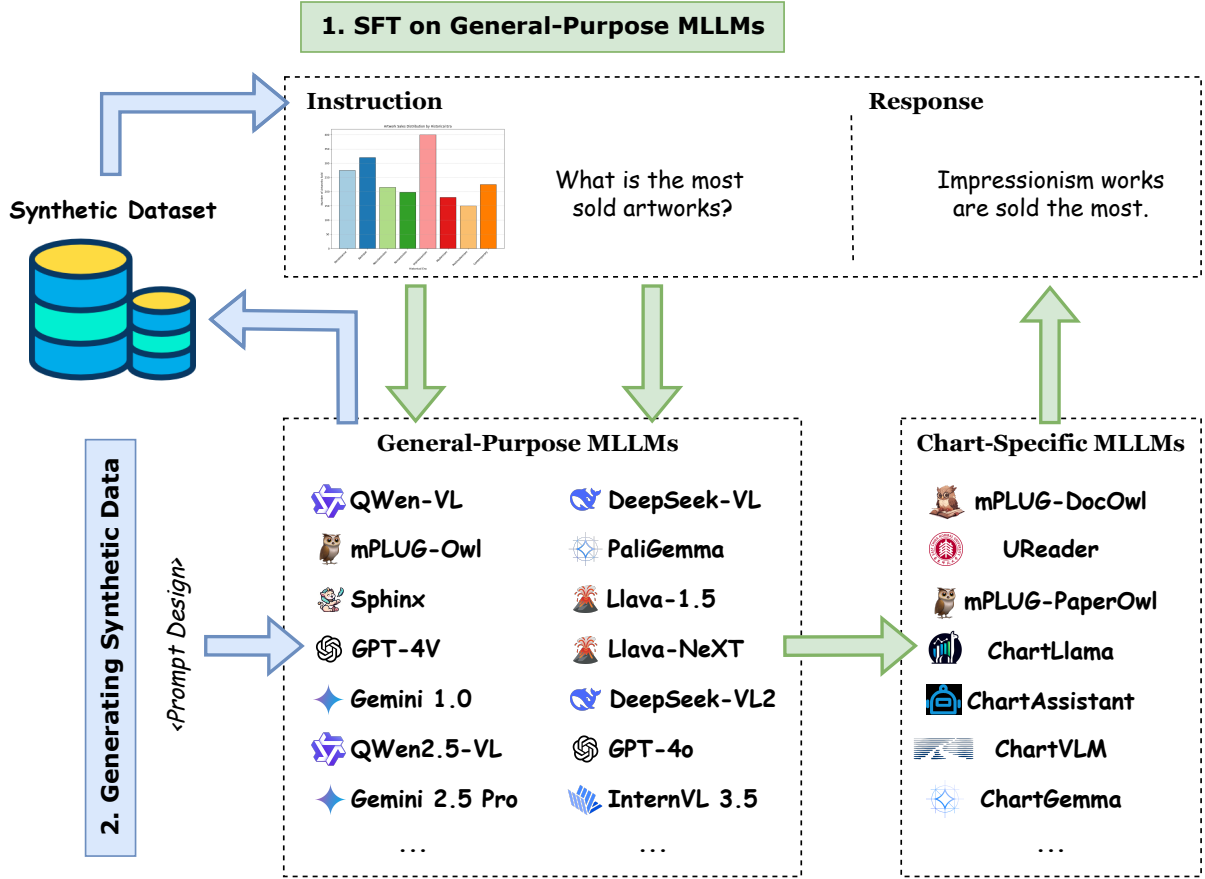 1. SFT on General-Purpose MLLMs
Instruction
Response
What is the most
sold artworks?
Impressionism works
are sold the most.
Synthetic Dataset
2. Generating Synthetic Data
<Prompt Design>
General-Purpose MLLMs
QWen-VL
DeepSeek-VL
mPLUG-Owl
PaliGemma
Sphinx
Llava-1.5
GPT-4V
Llava-NeXT
Gemini 1.0
DeepSeek-VL2
QWen2.5-VL
GPT-4o
Gemini 2.5 Pro
InternVL 3.5
...
...
Chart-Specific MLLMs
mPLUG-DocOwl
UReader
mPLUG-PaperOwl
ChartLlama
ChartAssistant
ChartVLM
ChartGemma
...